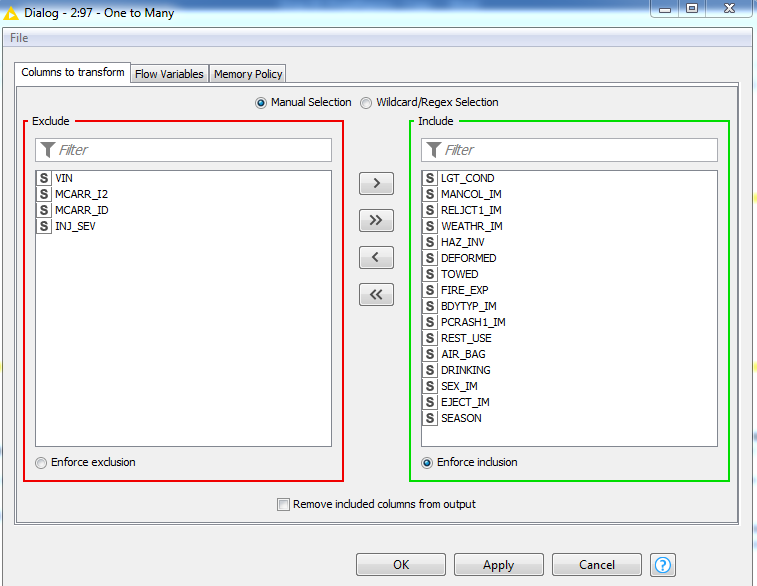 Dialog - 2:97 - One to Many
File
Columns to transform Flow Variables Memory Policy
Manual Selection Wildcard/Regex Selection
Exclude
Filter
S VIN
S MCARR_I2
S MCARR_ID
S INJ_SEV
Enforce exclusion
>
>>
<
<<
Include
Filter
S LGT_COND
S MANCOL_IM
S RELJCT1_IM
S WEATHR_IM
S HAZ_INV
S DEFORMED
S TOWED
S FIRE_EXP
S BDYTYP_IM
S PCRASH1_IM
S REST_USE
S AIR_BAG
S DRINKING
S SEX_IM
S EJECT_IM
S SEASON
Enforce inclusion
Remove included columns from output
OK Apply Cancel ?